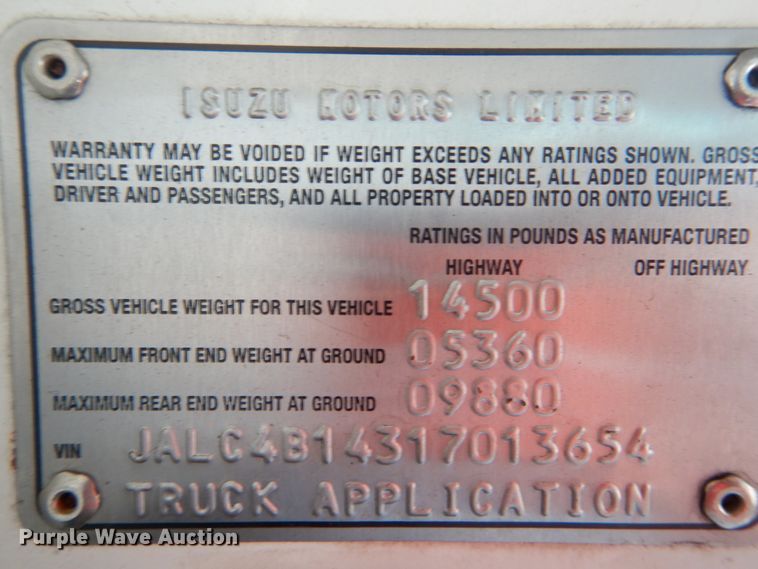 ISUZU MOTORS LIMITED
WARRANTY MAY BE VOIDED IF WEIGHT EXCEEDS ANY RATINGS SHOWN. GROSS
VEHICLE WEIGHT INCLUDES WEIGHT OF BASE VEHICLE, ALL ADDED EQUIPMENT,
DRIVER AND PASSENGERS, AND ALL PROPERTY LOADED INTO OR ONTO VEHICLE.
RATINGS IN POUNDS AS MANUFACTURED
HIGHWAY OFF HIGHWAY
GROSS VEHICLE WEIGHT FOR THIS VEHICLE 14500
MAXIMUM FRONT END WEIGHT AT GROUND 05360
MAXIMUM REAR END WEIGHT AT GROUND 09880
VIN JALC4B14317013654
TRUCK APPLICATION
Purple Wave Auction